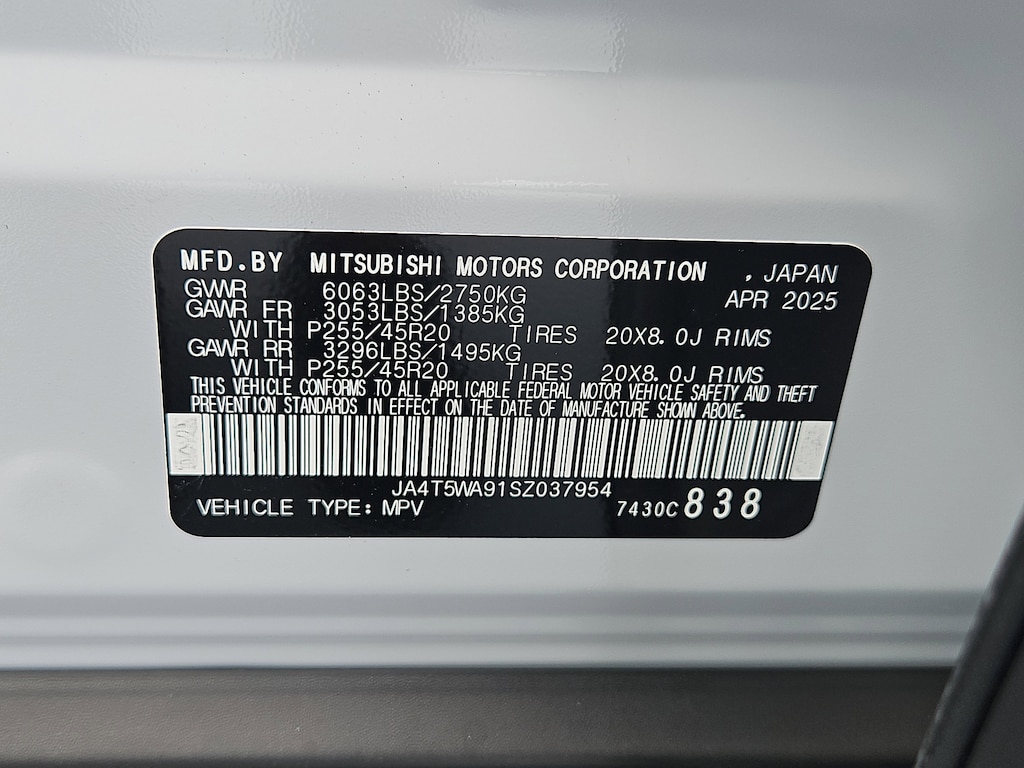 MFD.BY MITSUBISHI MOTORS CORPORATION , JAPAN
GVWR 6063LBS/2750KG APR 2025
GAWR FR 3053LBS/1385KG
WITH P255/45R20 TIRES 20X8.0J RIMS
GAWR RR 3296LBS/1495KG
WITH P255/45R20 TIRES 20X8.0J RIMS
THIS VEHICLE CONFORMS TO ALL APPLICABLE FEDERAL MOTOR VEHICLE SAFETY AND THEFT
PREVENTION STANDARDS IN EFFECT ON THE DATE OF MANUFACTURE SHOWN ABOVE.
JA4T5WA91SZ037954
VEHICLE TYPE: MPV 7430C 838